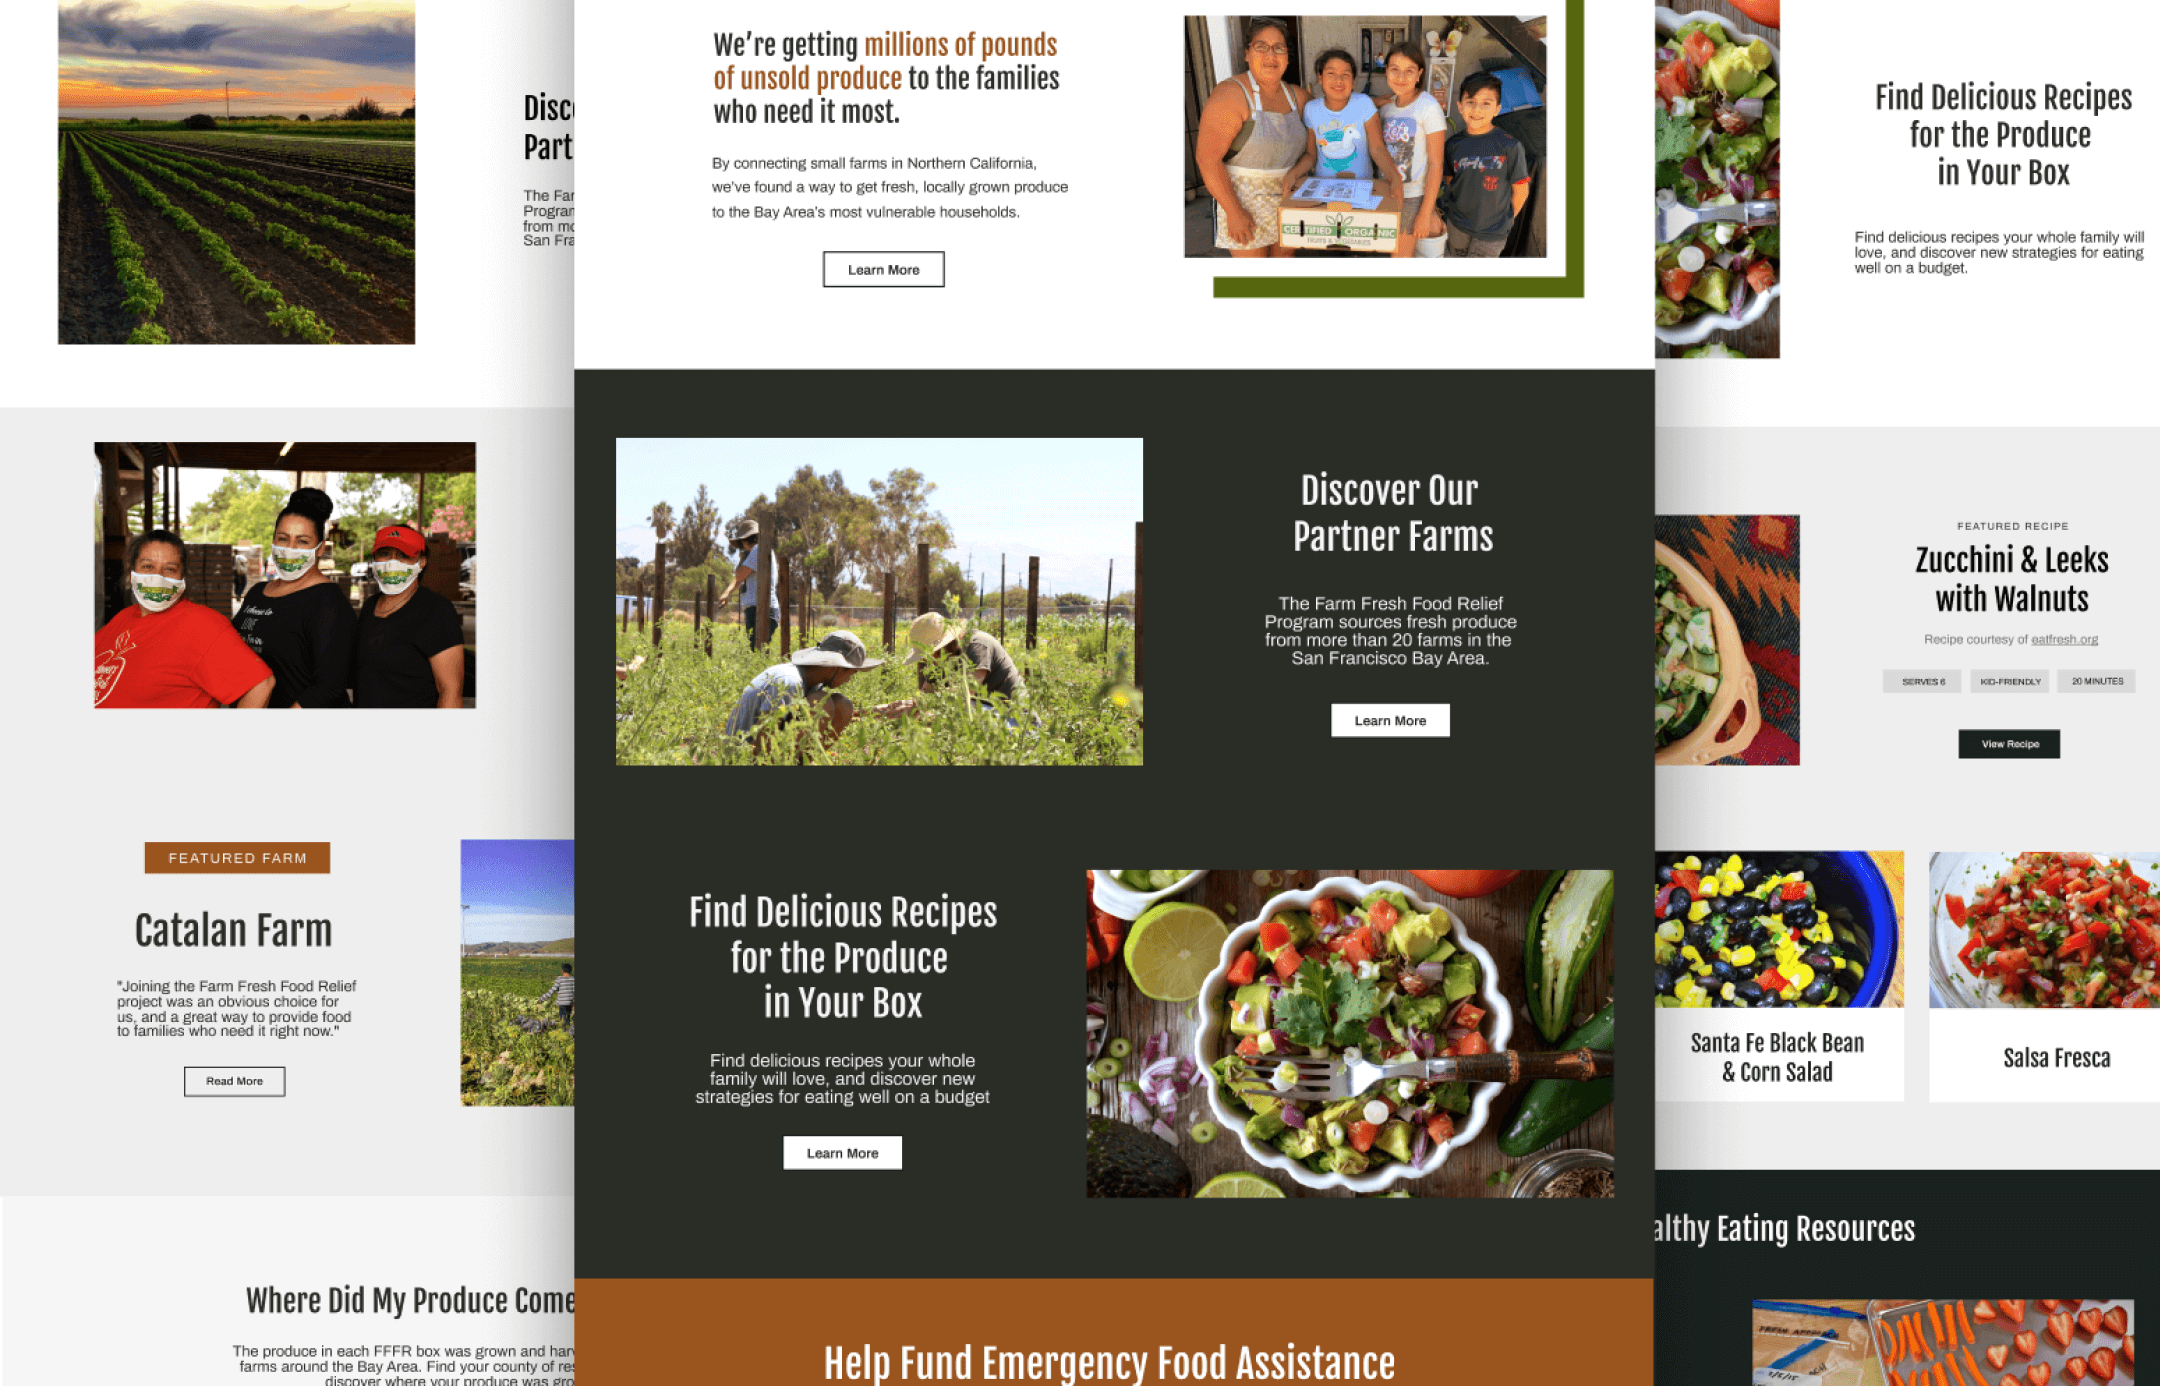 Disc
Part
The Far
Program
from mo
San Fra
FEATURED FARM
Catalan Farm
"Joining the Farm Fresh Food Relief
project was an obvious choice for
us, and a great way to provide food
to families who need it right now."
Read More
Where Did My Produce Come
The produce in each FFFR box was grown and harv
farms around the Bay Area. Find your county of res
discover where your produce was gro
We're getting millions of pounds
of unsold produce to the families
who need it most.
By connecting small farms in Northern California,
we've found a way to get fresh, locally grown produce
to the Bay Area's most vulnerable households.
Learn More
CERTIFIED ORGANIC
FRUITS & VEGETABLES
Discover Our
Partner Farms
The Farm Fresh Food Relief
Program sources fresh produce
from more than 20 farms in the
San Francisco Bay Area.
Learn More
Find Delicious Recipes
for the Produce
in Your Box
Find delicious recipes your whole
family will love, and discover new
strategies for eating well on a budget
Learn More
Help Fund Emergency Food Assistance
Find Delicious Recipes
for the Produce
in Your Box
Find delicious recipes your whole family will
love, and discover new strategies for eating
well on a budget.
FEATURED RECIPE
Zucchini & Leeks
with Walnuts
Recipe courtesy of eatfresh.org
SERVES 6
KID-FRIENDLY
20 MINUTES
View Recipe
Santa Fe Black Bean
& Corn Salad
Salsa Fresca
althy Eating Resources